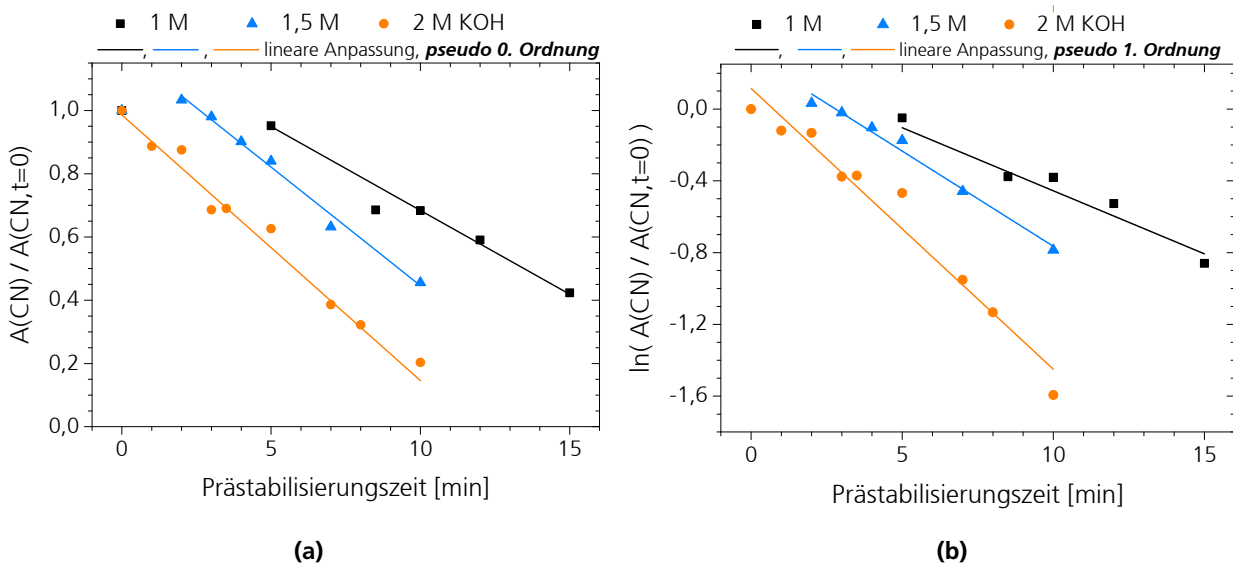 1 M 1,5 M 2 M KOH
, , lineare Anpassung, pseudo 0. Ordnung
A(CN) / A(CN,t=0)
1,0
0,8
0,6
0,4
0,2
0,0
0 5 10 15
Prästabilisierungszeit [min]
(a)
1 M 1,5 M 2 M KOH
, , lineare Anpassung, pseudo 1. Ordnung
ln( A(CN) / A(CN,t=0) )
0,0
-0,4
-0,8
-1,2
-1,6
0 5 10 15
Prästabilisierungszeit [min]
(b)